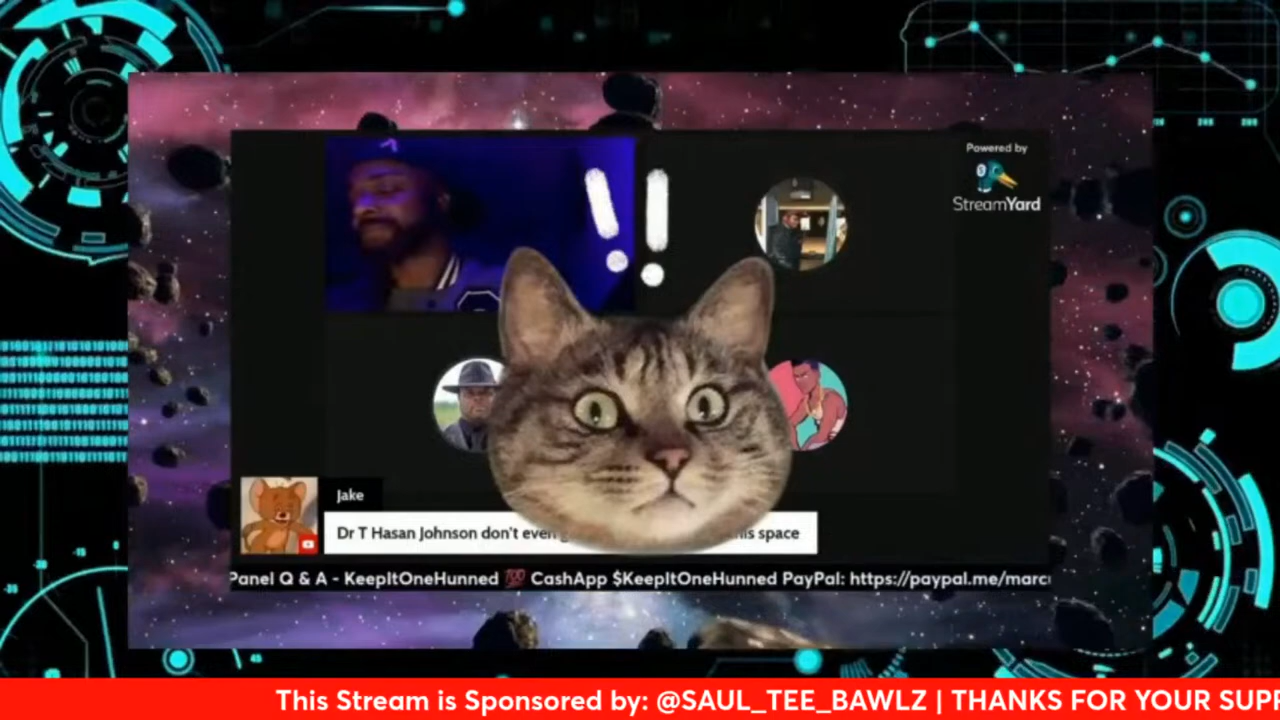 Powered by
StreamYard
Jake
Dr T Hasan Johnson don't even is space
Panel Q & A - KeepItOneHunned 💯 CashApp $KeepItOneHunned PayPal: https://paypal.me/marc
This Stream is Sponsored by: @SAUL_TEE_BAWLZ | THANKS FOR YOUR SUPP